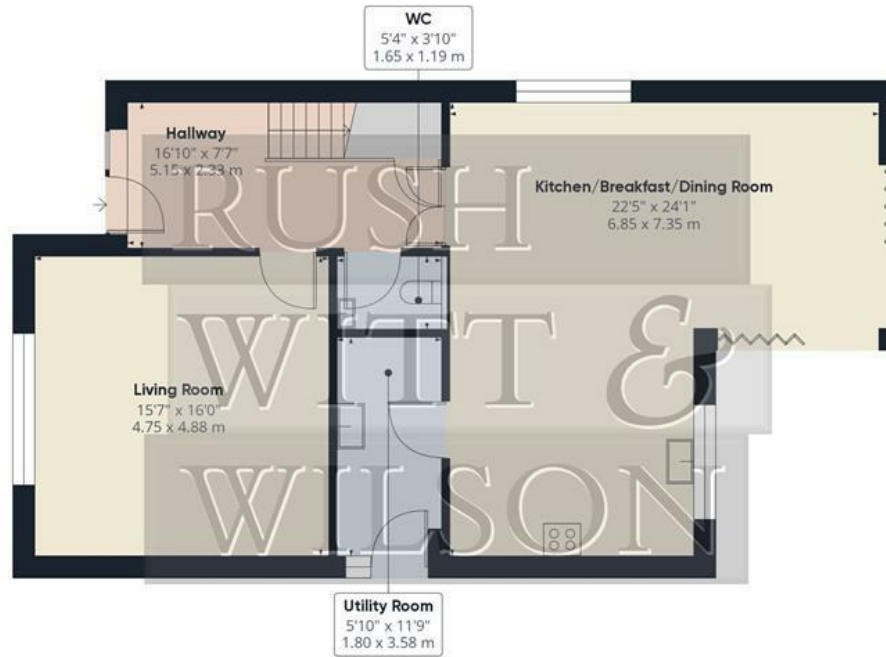 WC
5'4" x 3'10"
1.65 x 1.19 m
Hallway
16'10" x 7'7"
5.15 x 2.33 m
Kitchen/Breakfast/Dining Room
22'5" x 24'1"
6.85 x 7.35 m
RUSH
WITT &
WILSON
Living Room
15'7" x 16'0"
4.75 x 4.88 m
Utility Room
5'10" x 11'9"
1.80 x 3.58 m